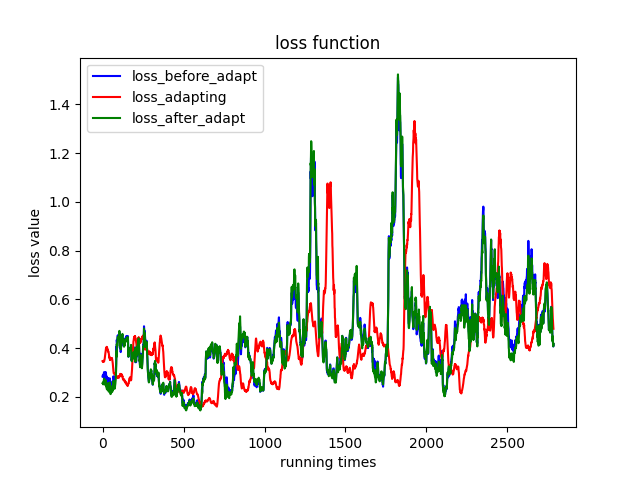 loss function
loss_before_adapt
loss_adapting
loss_after_adapt
loss value
1.4
1.2
1.0
0.8
0.6
0.4
0.2
0 500 1000 1500 2000 2500
running times